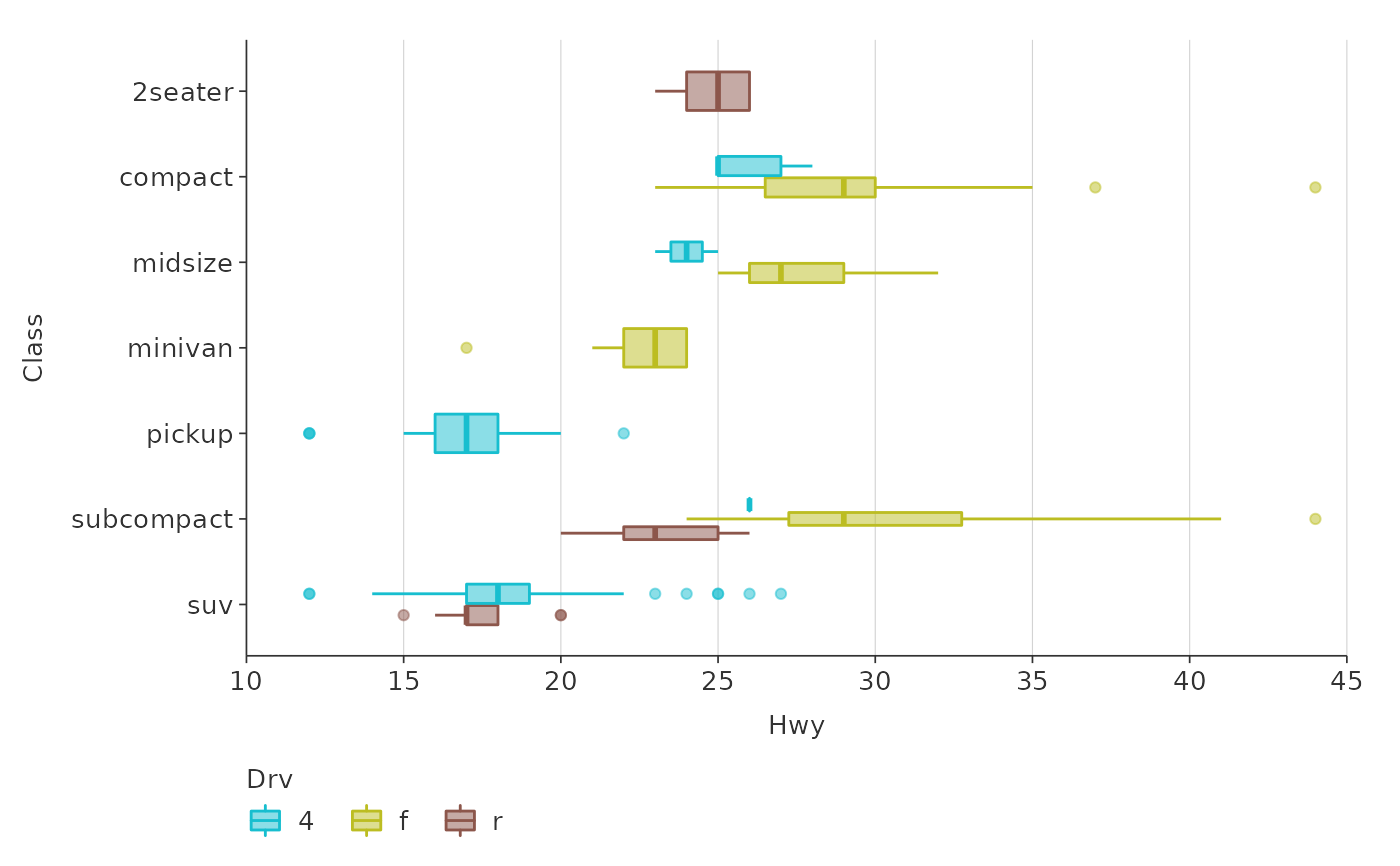 Class
2seater
compact
midsize
minivan
pickup
subcompact
suv
10 15 20 25 30 35 40 45
Hwy
Drv
4 f r